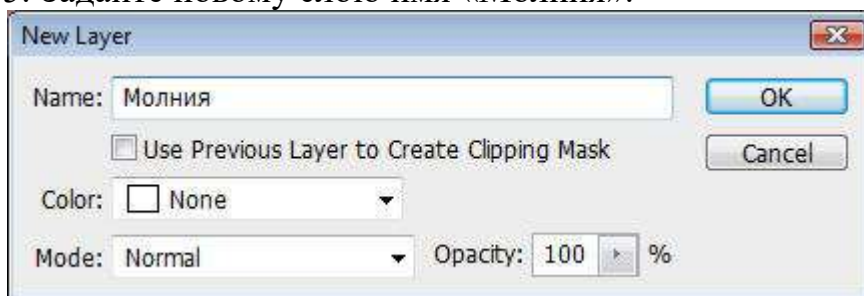 3. Задайте новому слою имя «Молния».
New Layer
Name: Молния
OK
Use Previous Layer to Create Clipping Mask
Cancel
Color: None
Mode: Normal Opacity: 100 %